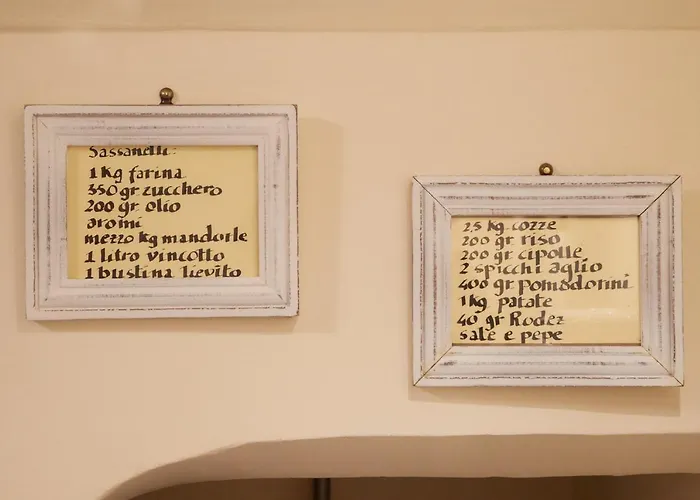 Sassanelli:
1 Kg farina
350 gr zucchero
200 gr olio
aromi
mezzo kg mandorle
1 litro vincotto
1 bustina lievito
2,5 kg cozze
200 gr riso
200 gr cipolle
2 spicchi aglio
400 gr pomodorini
1 kg patate
40 gr Rodez
sale e pepe